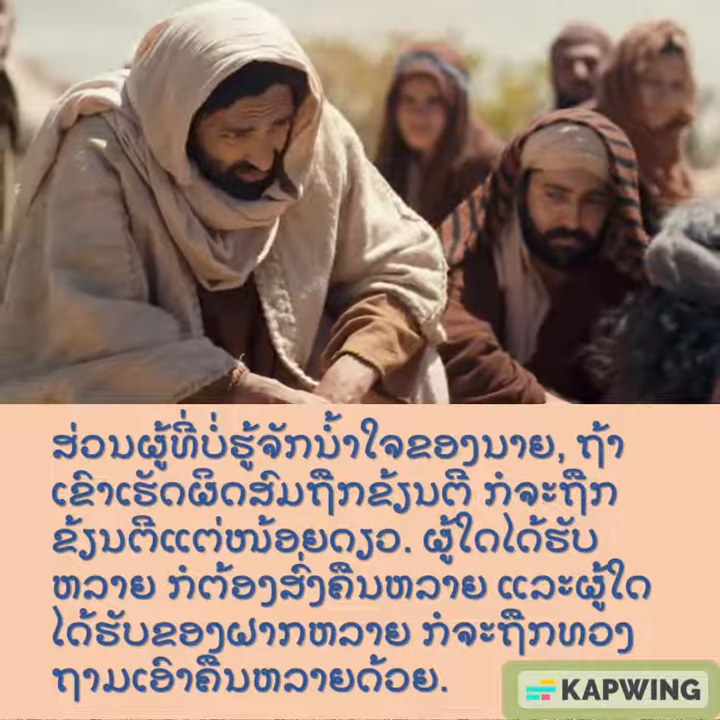 ສ່ວນຜູ້ທີ່ບໍ່ຮູ້ຈັກນ້ຳໃຈຂອງນາຍ, ຖ້າ
ເຂົາເຮັດຜິດສົມຖືກຂ້ຽນຕີ ກໍຈະຖືກ
ຂ້ຽນຕີແຕ່ໜ້ອຍດຽວ. ຜູ້ໃດໄດ້ຮັບ
ຫລາຍ ກໍຕ້ອງສົ່ງຄືນຫລາຍ ແລະຜູ້ໃດ
ໄດ້ຮັບຂອງຝາກຫລາຍ ກໍຈະຖືກທວງ
ຖາມເອົາຄືນຫລາຍດ້ວຍ.
KAPWING